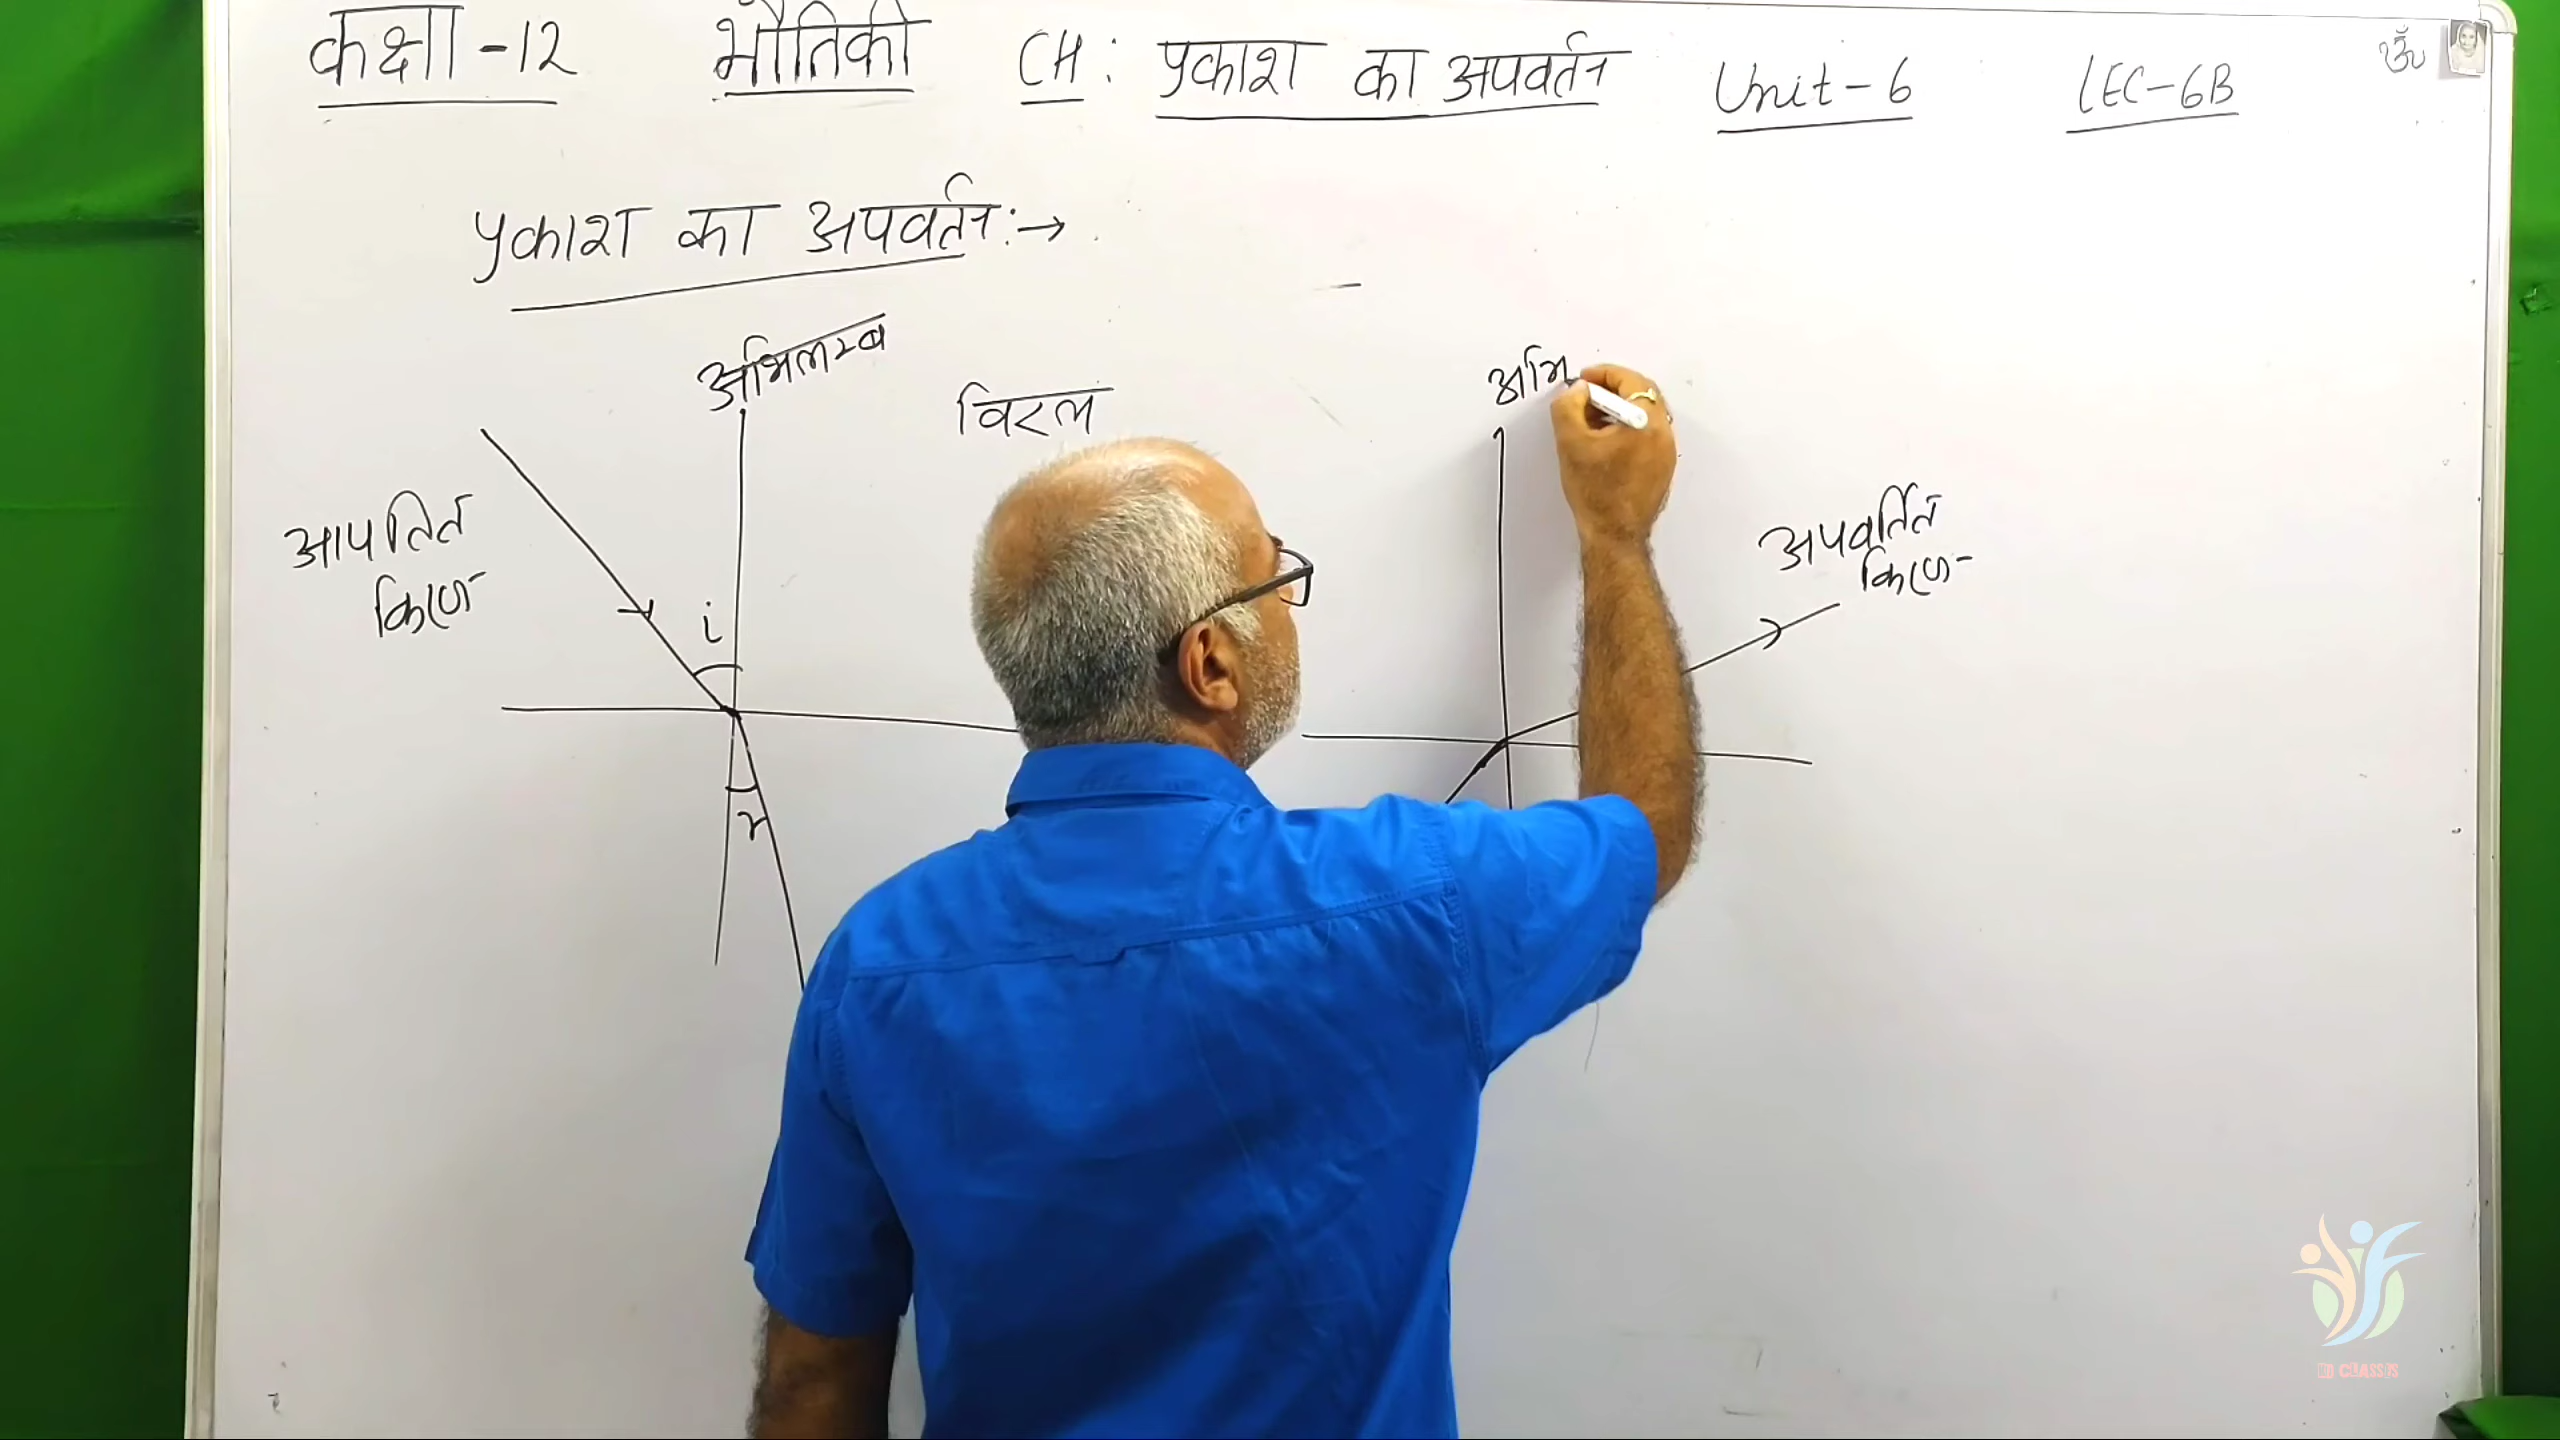 कक्षा -12 भौतिकी CH : प्रकाश का अपवर्तन Unit - 6 LEC-6B
ॐ
प्रकाश का अपवर्तन :→
अभिलम्ब
विरल
अभि
आपतित
किरण
i
r
अपवर्तित
किरण